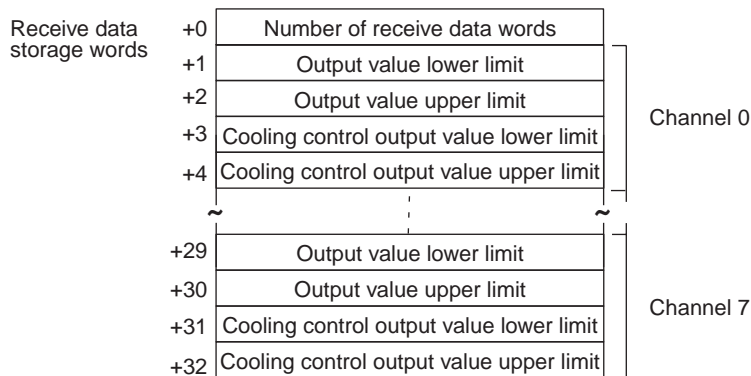 Receive data
storage words
+0 Number of receive data words
+1 Output value lower limit
+2 Output value upper limit
+3 Cooling control output value lower limit
+4 Cooling control output value upper limit
Channel 0
~ ~
+29 Output value lower limit
+30 Output value upper limit
+31 Cooling control output value lower limit
+32 Cooling control output value upper limit
Channel 7